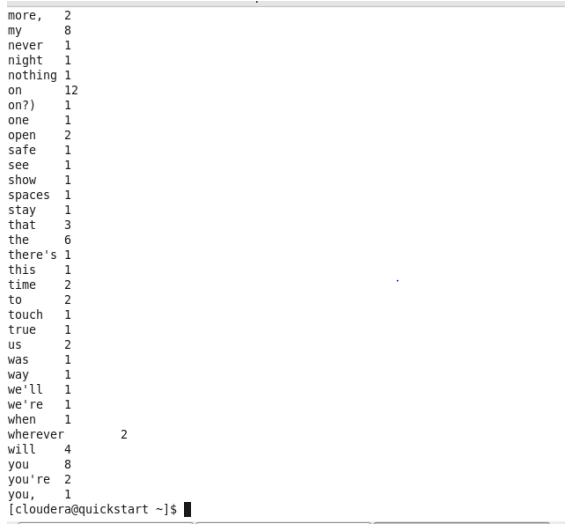 more,   2
my      8
never   1
night   1
nothing 1
on      12
on?)    1
one     1
open    2
safe    1
see     1
show    1
spaces  1
stay    1
that    3
the     6
there's 1
this    1
time    2
to      2
touch   1
true    1
us      2
was     1
way     1
we'll   1
we're   1
when    1
wherever        2
will    4
you     8
you're  2
you,    1
[cloudera@quickstart ~]$